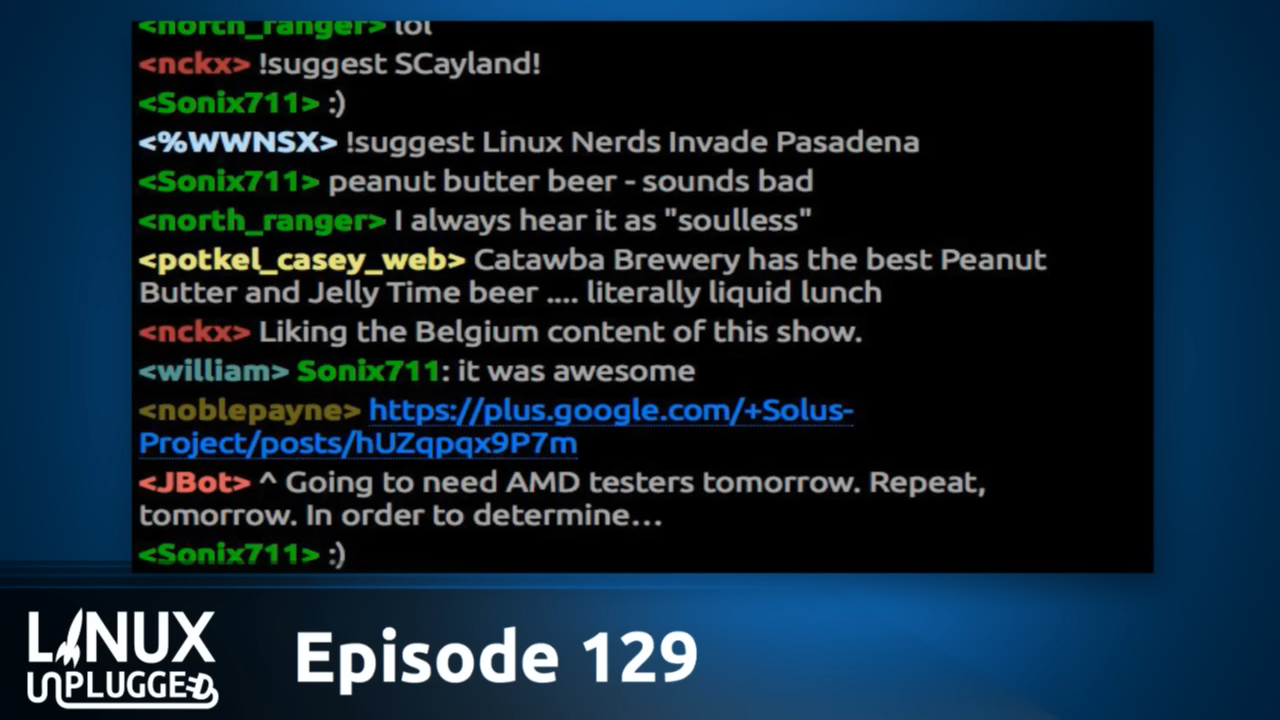 <north_ranger> lol
<nckx> !suggest SCayland!
<Sonix711> :)
<%WWNSX> !suggest Linux Nerds Invade Pasadena
<Sonix711> peanut butter beer - sounds bad
<north_ranger> I always hear it as "soulless"
<potkel_casey_web> Catawba Brewery has the best Peanut
Butter and Jelly Time beer .... literally liquid lunch
<nckx> Liking the Belgium content of this show.
<william> Sonix711: it was awesome
<noblepayne> https://plus.google.com/+Solus-
Project/posts/hUZqpqx9P7m
<JBot> ^ Going to need AMD testers tomorrow. Repeat,
tomorrow. In order to determine…
<Sonix711> :)
LINUX
UNPLUGGED
Episode 129